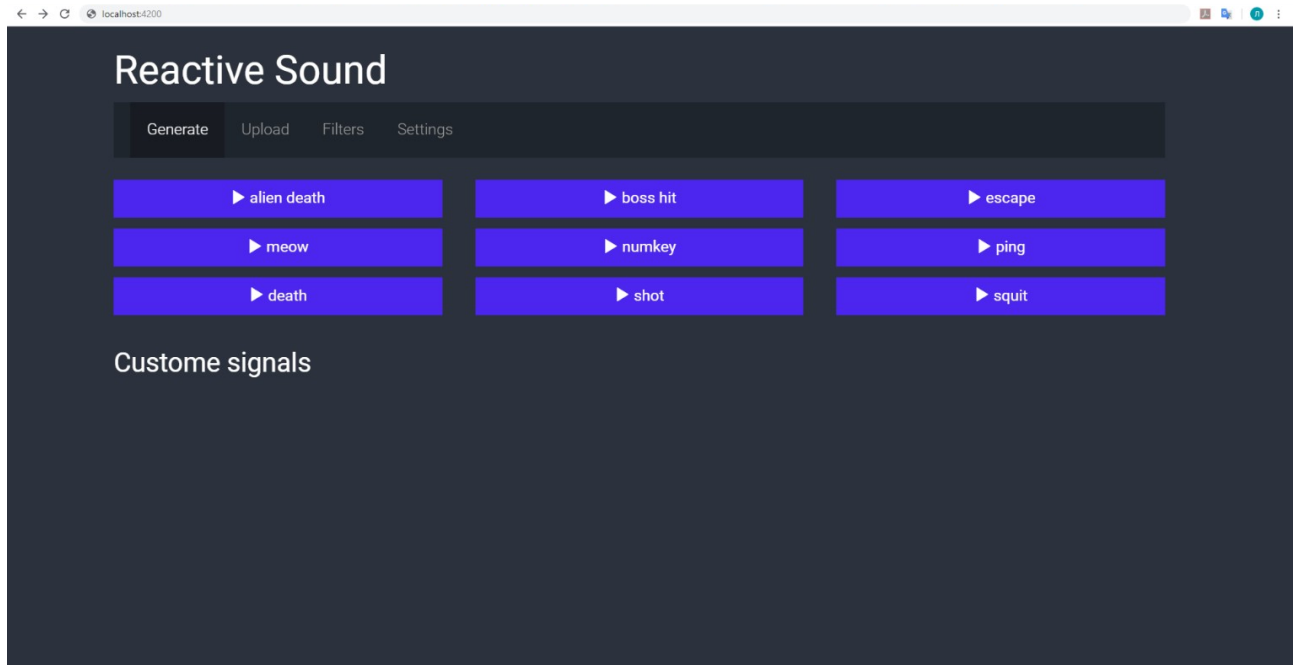 localhost:4200
Reactive Sound
Generate Upload Filters Settings
alien death boss hit escape
meow numkey ping
death shot squit
Custome signals